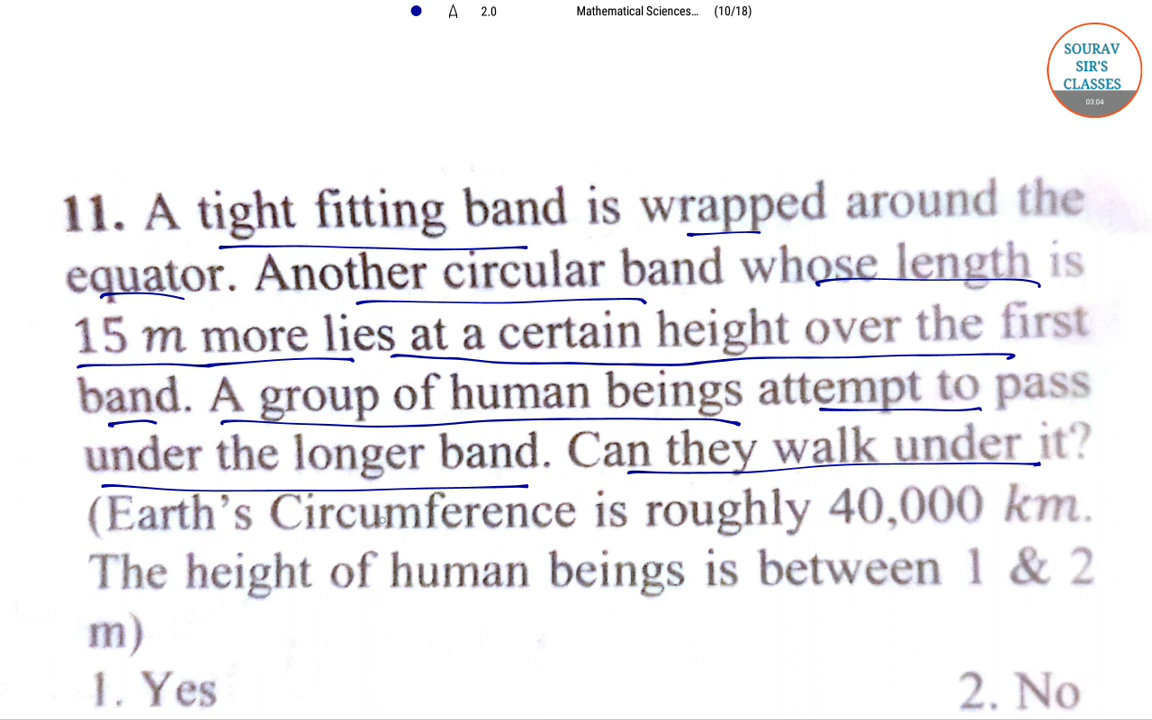 2.0 Mathematical Sciences... (10/18)
SOURAV
SIR'S
CLASSES
03:04
11. A tight fitting band is wrapped around the
equator. Another circular band whose length is
15 m more lies at a certain height over the first
band. A group of human beings attempt to pass
under the longer band. Can they walk under it?
(Earth's Circumference is roughly 40,000 km.
The height of human beings is between 1 & 2
m)
1. Yes 2. No